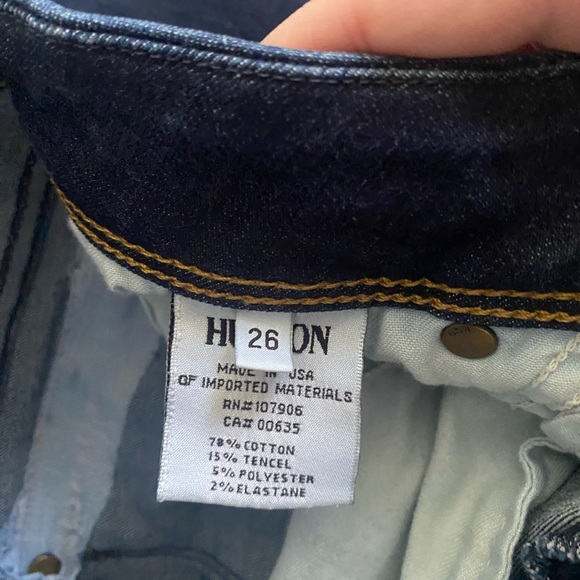 HU ON
26
MADE IN USA
OF IMPORTED MATERIALS
RN#107906
CA#00635
78% COTTON
15% TENCEL
5% POLYESTER
2% ELASTANE